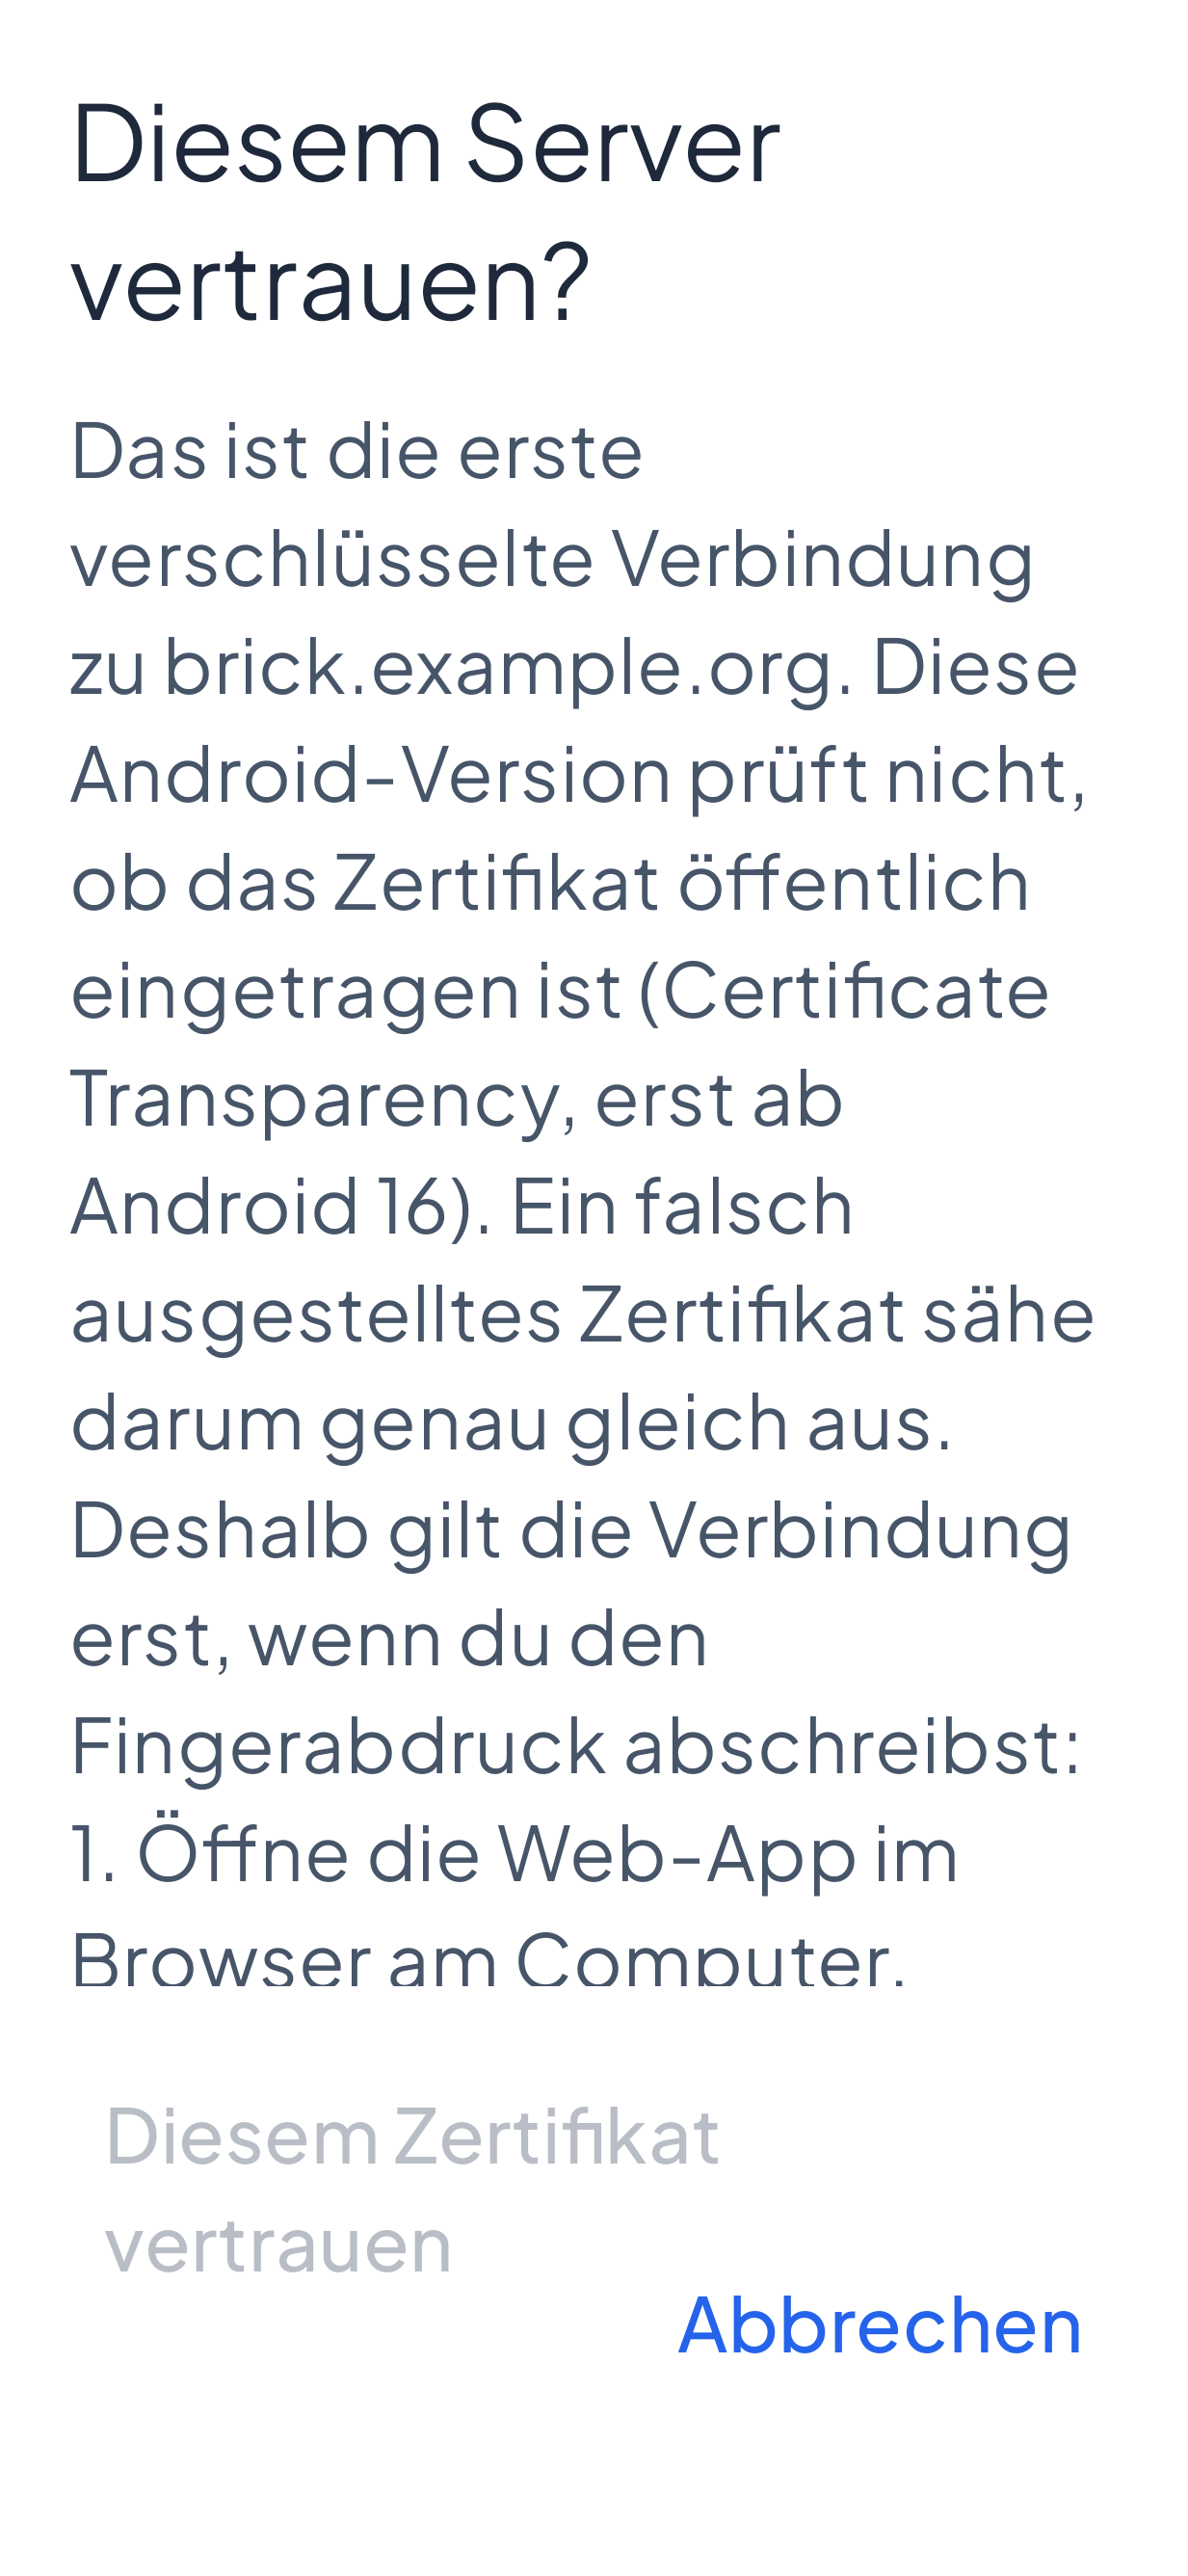 Diesem Server
vertrauen?
Das ist die erste
verschlüsselte Verbindung
zu brick.example.org. Diese
Android-Version prüft nicht,
ob das Zertifikat öffentlich
eingetragen ist (Certificate
Transparency, erst ab
Android 16). Ein falsch
ausgestelltes Zertifikat sähe
darum genau gleich aus.
Deshalb gilt die Verbindung
erst, wenn du den
Fingerabdruck abschreibst:
1. Öffne die Web-App im
Browser am Computer.
Diesem Zertifikat
vertrauen
Abbrechen